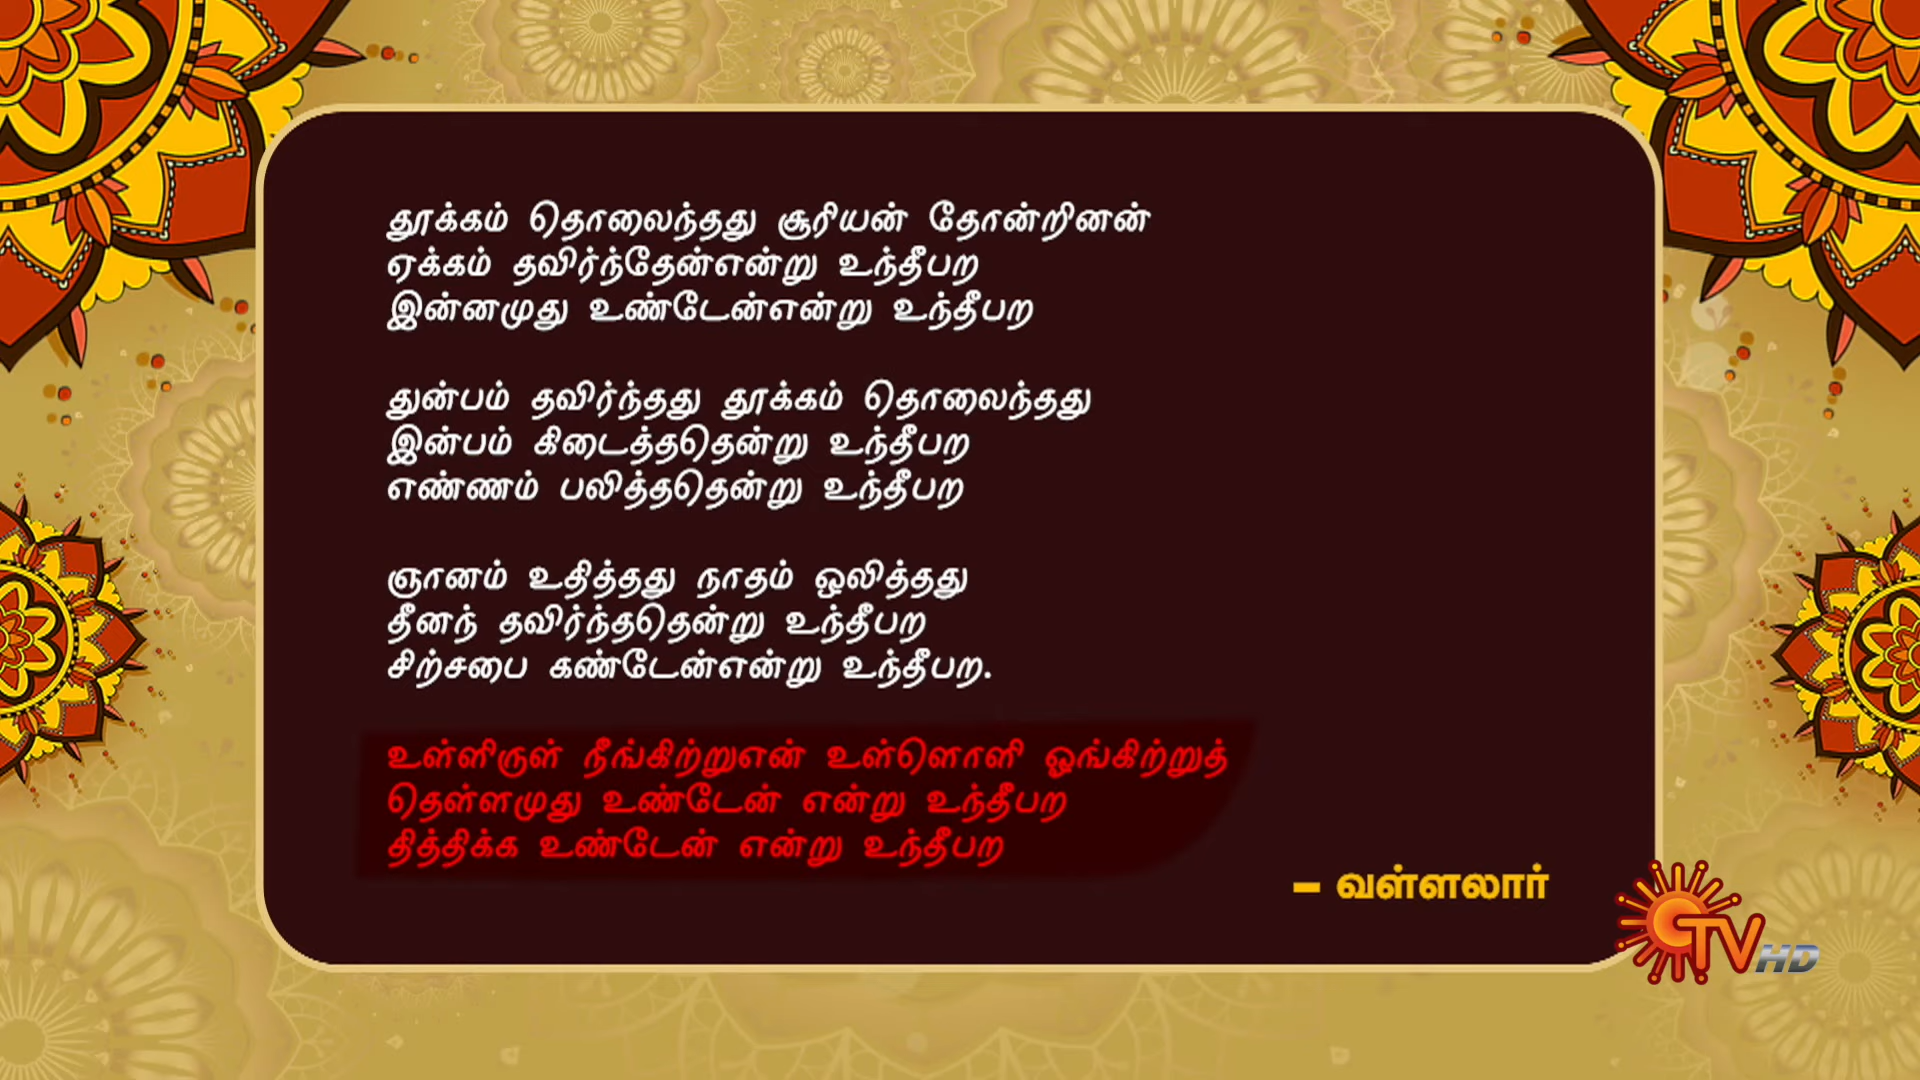 தூக்கம் தொலைந்தது சூரியன் தோன்றினன்
ஏக்கம் தவிர்ந்தேன்என்று உந்தீபற
இன்னமுது உண்டேன்என்று உந்தீபற
துன்பம் தவிர்ந்தது தூக்கம் தொலைந்தது
இன்பம் கிடைத்ததென்று உந்தீபற
எண்ணம் பலித்ததென்று உந்தீபற
ஞானம் உதித்தது நாதம் ஒலித்தது
தீனந் தவிர்ந்ததென்று உந்தீபற
சிற்சபை கண்டேன்என்று உந்தீபற.
உள்ளிருள் நீங்கிற்றுஎன் உள்ளொளி ஓங்கிற்றுத்
தெள்ளமுது உண்டேன் என்று உந்தீபற
தித்திக்க உண்டேன் என்று உந்தீபற
– வள்ளலார்
TV HD